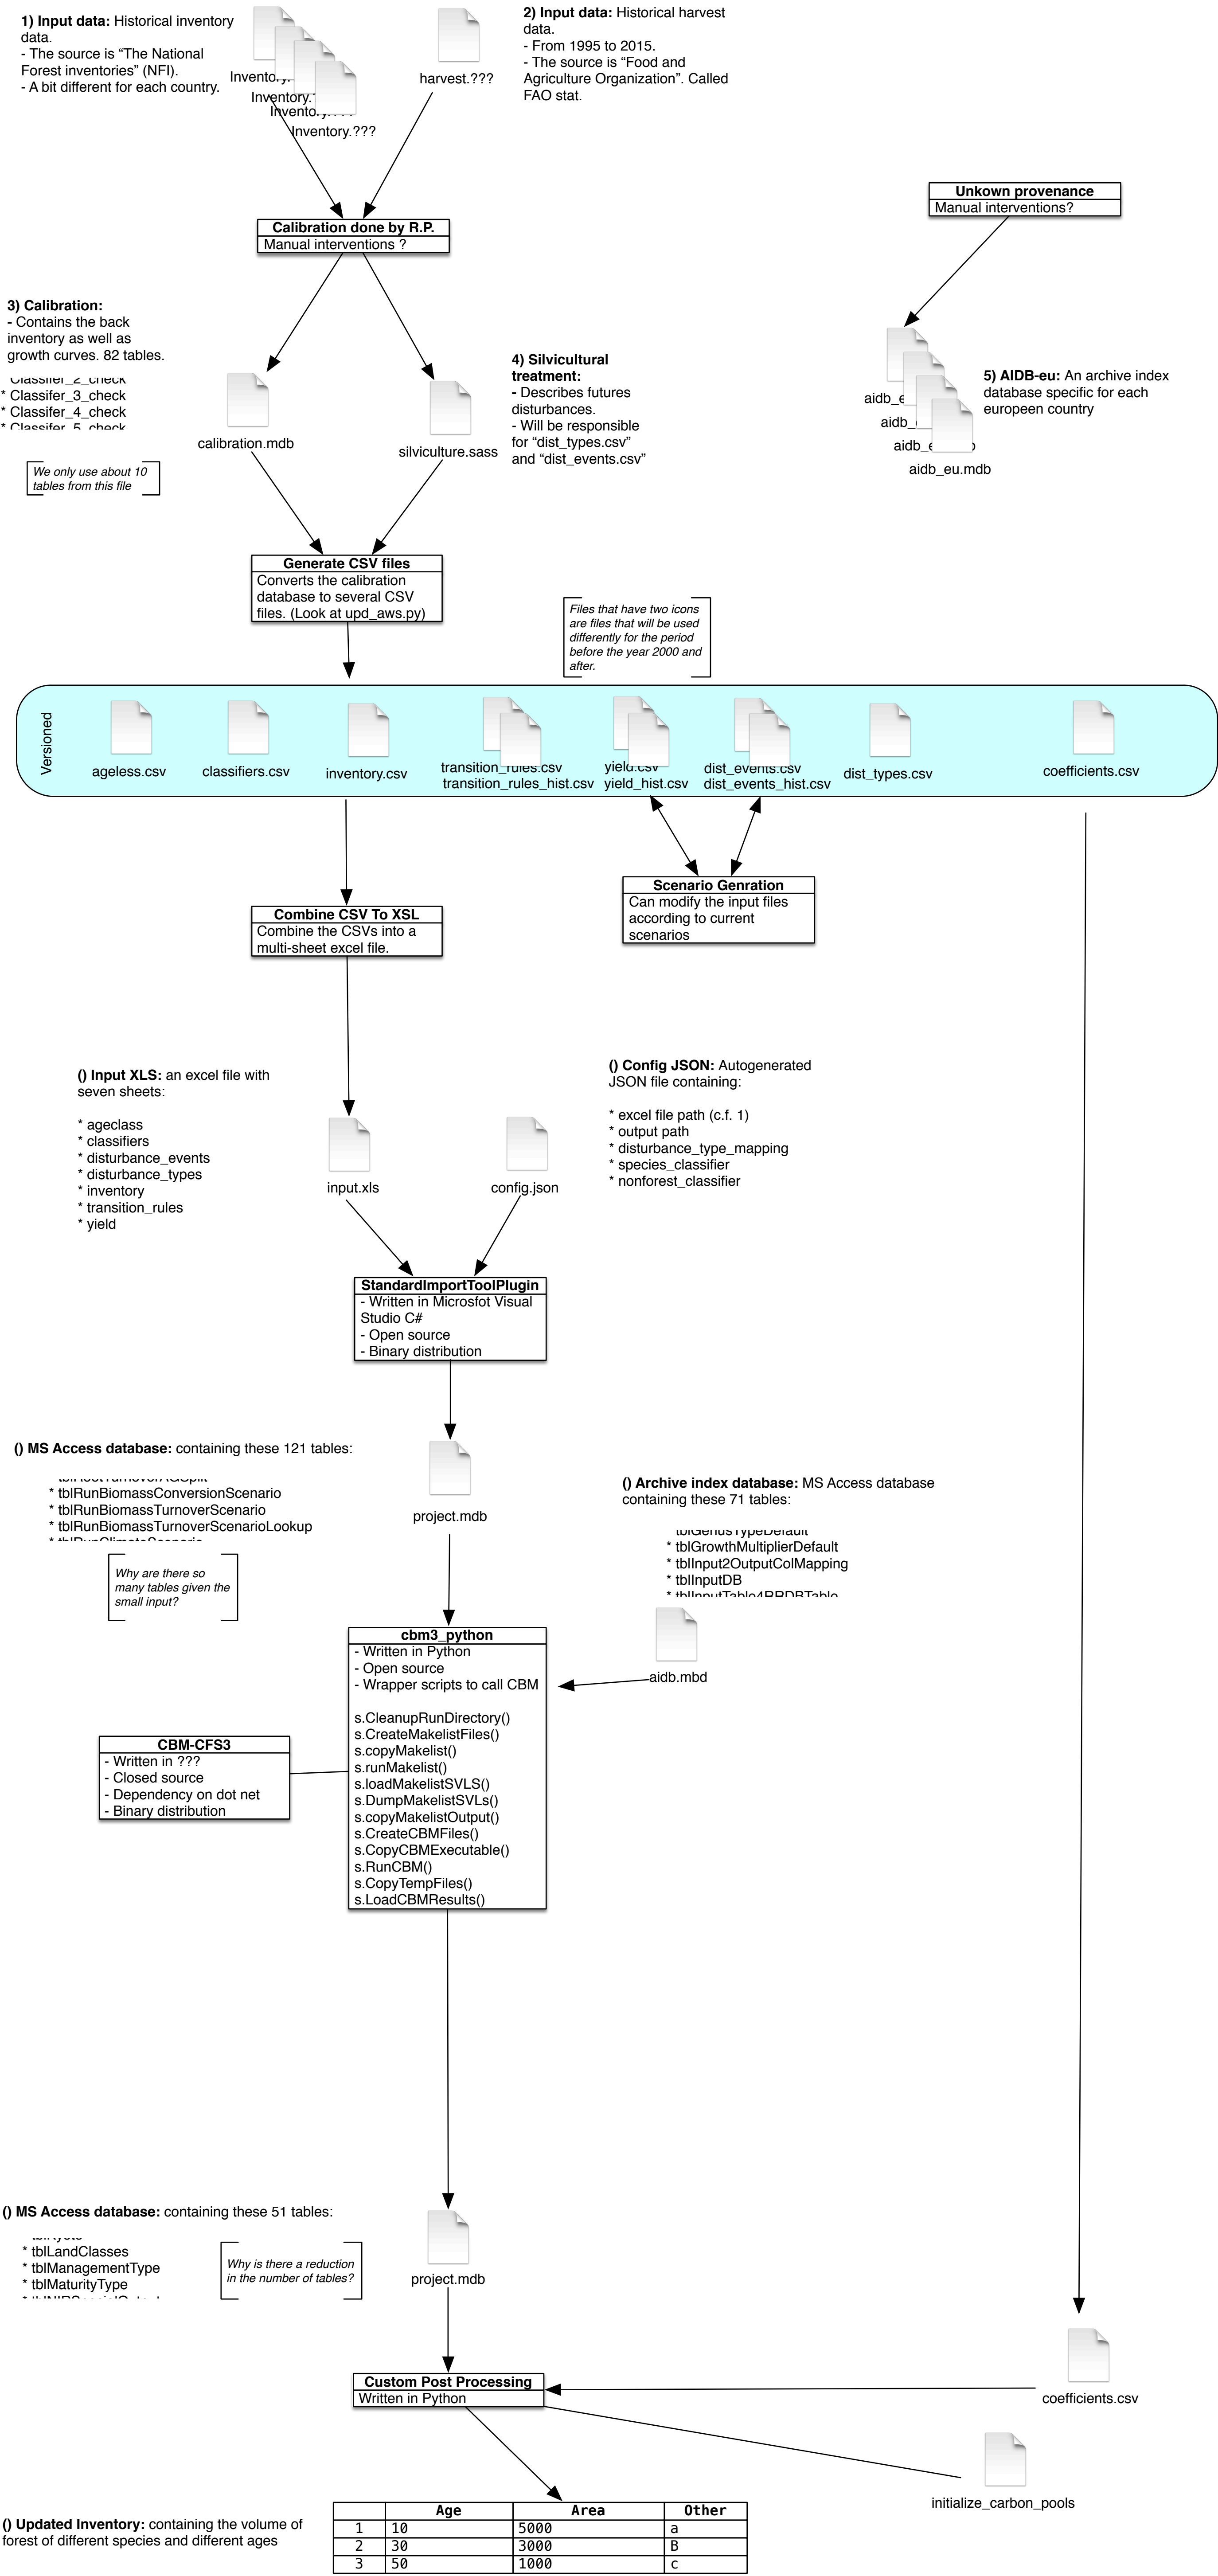 1) Input data: Historical inventory
data.
- The source is “The National
Forest inventories” (NFI).
- A bit different for each country.
Inventory.
Inventory.
Inventory.
Inventory.???
harvest.???
2) Input data: Historical harvest
data.
- From 1995 to 2015.
- The source is “Food and
Agriculture Organization”. Called
FAO stat.
Unkown provenance
Manual interventions?
Calibration done by R.P.
Manual interventions ?
3) Calibration:
- Contains the back
inventory as well as
growth curves. 82 tables.
Classifer_2_check
* Classifer_3_check
* Classifer_4_check
* Classifer_5_check
We only use about 10
tables from this file
calibration.mdb
silviculture.sass
4) Silvicultural
treatment:
- Describes futures
disturbances.
- Will be responsible
for “dist_types.csv”
and “dist_events.csv”
aidb_e
aidb_
aidb_e
aidb_eu.mdb
5) AIDB-eu: An archive index
database specific for each
europeen country
Generate CSV files
Converts the calibration
database to several CSV
files. (Look at upd_aws.py)
Files that have two icons
are files that will be used
differently for the period
before the year 2000 and
after.
Versioned
ageless.csv
classifiers.csv
inventory.csv
transition_rules.csv
transition_rules_hist.csv
yield.csv
yield_hist.csv
dist_events.csv
dist_events_hist.csv
dist_types.csv
coefficients.csv
Scenario Genration
Can modify the input files
according to current
scenarios
Combine CSV To XSL
Combine the CSVs into a
multi-sheet excel file.
() Input XLS: an excel file with
seven sheets:
* ageclass
* classifiers
* disturbance_events
* disturbance_types
* inventory
* transition_rules
* yield
input.xls
config.json
() Config JSON: Autogenerated
JSON file containing:
* excel file path (c.f. 1)
* output path
* disturbance_type_mapping
* species_classifier
* nonforest_classifier
StandardImportToolPlugin
- Written in Microsfot Visual
Studio C#
- Open source
- Binary distribution
() MS Access database: containing these 121 tables:
* tblRunBiomassConversionScenario
* tblRunBiomassTurnoverScenario
* tblRunBiomassTurnoverScenarioLookup
* tblRunClimateScenario
Why are there so
many tables given the
small input?
project.mdb
() Archive index database: MS Access database
containing these 71 tables:
tblGenusTypeDefault
* tblGrowthMultiplierDefault
* tblInput2OutputColMapping
* tblInputDB
* tblInputTable4RRDBTable
aidb.mbd
cbm3_python
- Written in Python
- Open source
- Wrapper scripts to call CBM
s.CleanupRunDirectory()
s.CreateMakelistFiles()
s.copyMakelist()
s.runMakelist()
s.loadMakelistSVLS()
s.DumpMakelistSVLs()
s.copyMakelistOutput()
s.CreateCBMFiles()
s.CopyCBMExecutable()
s.RunCBM()
s.CopyTempFiles()
s.LoadCBMResults()
CBM-CFS3
- Written in ???
- Closed source
- Dependency on dot net
- Binary distribution
() MS Access database: containing these 51 tables:
* tblLandClasses
* tblManagementType
* tblMaturityType
Why is there a reduction
in the number of tables?
project.mdb
Custom Post Processing
Written in Python
coefficients.csv
initialize_carbon_pools
() Updated Inventory: containing the volume of
forest of different species and different ages
Age Area Other
1 10 5000 a
2 30 3000 B
3 50 1000 c